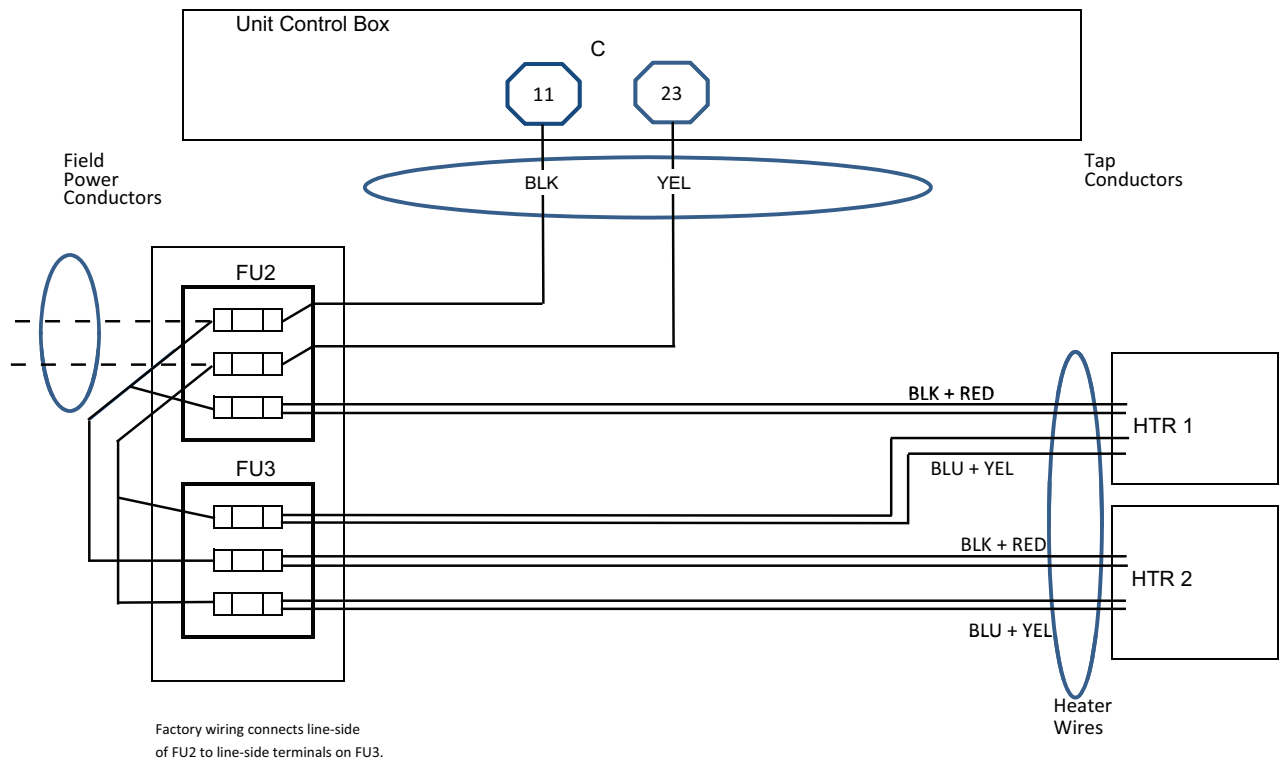 Unit Control Box
C
11
23
Field
Power
Conductors
Tap
Conductors
BLK
YEL
FU2
BLK + RED
HTR 1
FU3
BLU + YEL
BLK + RED
HTR 2
BLU + YEL
Heater
Wires
Factory wiring connects line-side
of FU2 to line-side terminals on FU3.